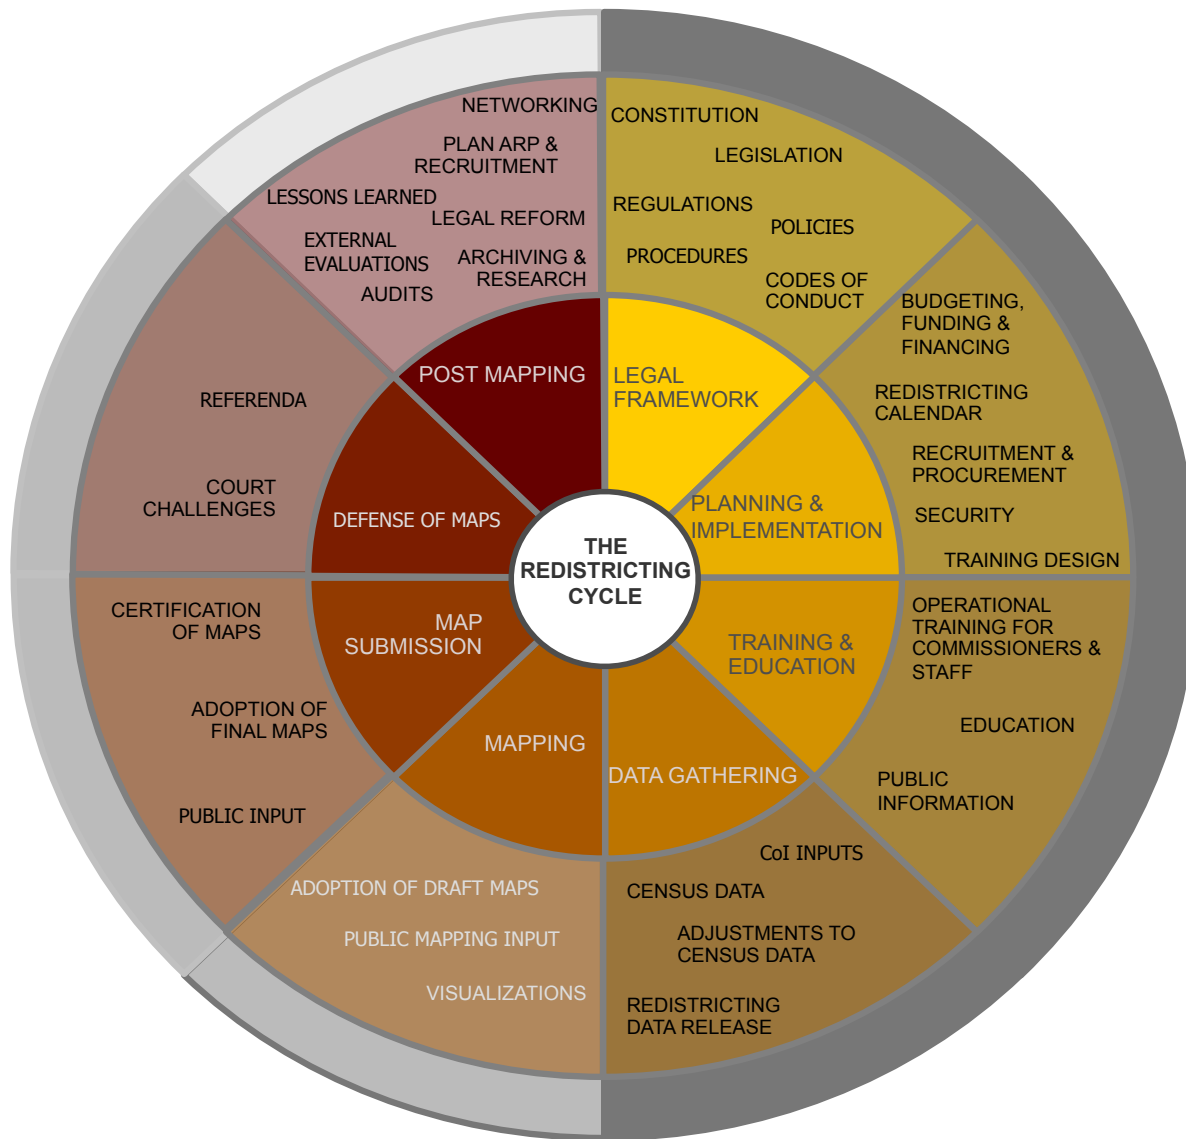 THE
REDISTRICTING
CYCLE
LEGAL
FRAMEWORK
CONSTITUTION
LEGISLATION
REGULATIONS
POLICIES
PROCEDURES
CODES OF
CONDUCT
PLANNING &
IMPLEMENTATION
BUDGETING,
FUNDING &
FINANCING
REDISTRICTING
CALENDAR
RECRUITMENT &
PROCUREMENT
SECURITY
TRAINING DESIGN
TRAINING &
EDUCATION
OPERATIONAL
TRAINING FOR
COMMISSIONERS &
STAFF
EDUCATION
PUBLIC
INFORMATION
DATA GATHERING
CoI INPUTS
CENSUS DATA
ADJUSTMENTS TO
CENSUS DATA
REDISTRICTING
DATA RELEASE
MAPPING
ADOPTION OF DRAFT MAPS
PUBLIC MAPPING INPUT
VISUALIZATIONS
MAP
SUBMISSION
CERTIFICATION
OF MAPS
ADOPTION OF
FINAL MAPS
PUBLIC INPUT
DEFENSE OF MAPS
REFERENDA
COURT
CHALLENGES
POST MAPPING
NETWORKING
PLAN ARP &
RECRUITMENT
LESSONS LEARNED
LEGAL REFORM
EXTERNAL
EVALUATIONS
ARCHIVING &
RESEARCH
AUDITS